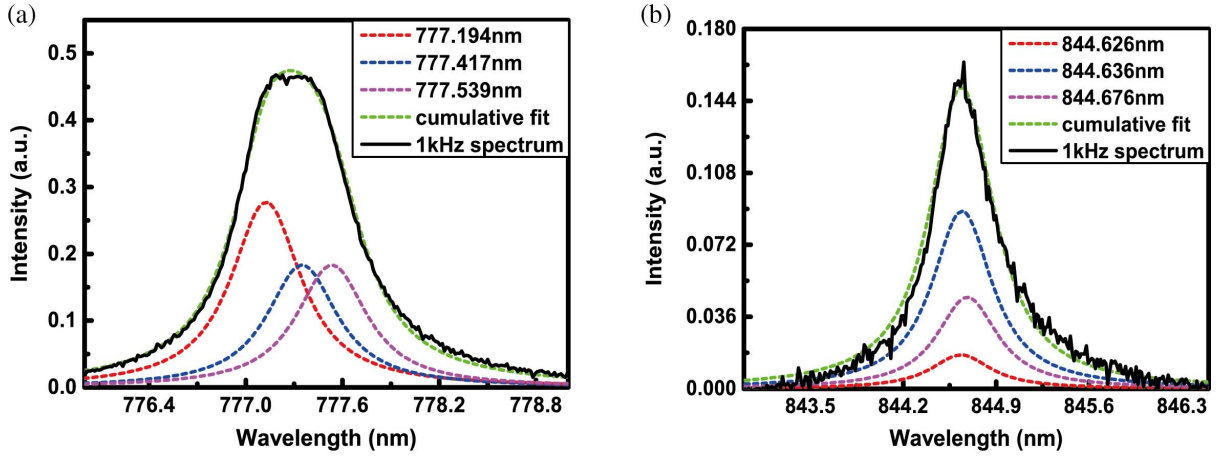 (a)
Intensity (a.u.)
0.5
0.4
0.3
0.2
0.1
0.0
777.194nm
777.417nm
777.539nm
cumulative fit
1kHz spectrum
776.4 777.0 777.6 778.2 778.8
Wavelength (nm)
(b)
Intensity (a.u.)
0.180
0.144
0.108
0.072
0.036
0.000
844.626nm
844.636nm
844.676nm
cumulative fit
1kHz spectrum
843.5 844.2 844.9 845.6 846.3
Wavelength (nm)